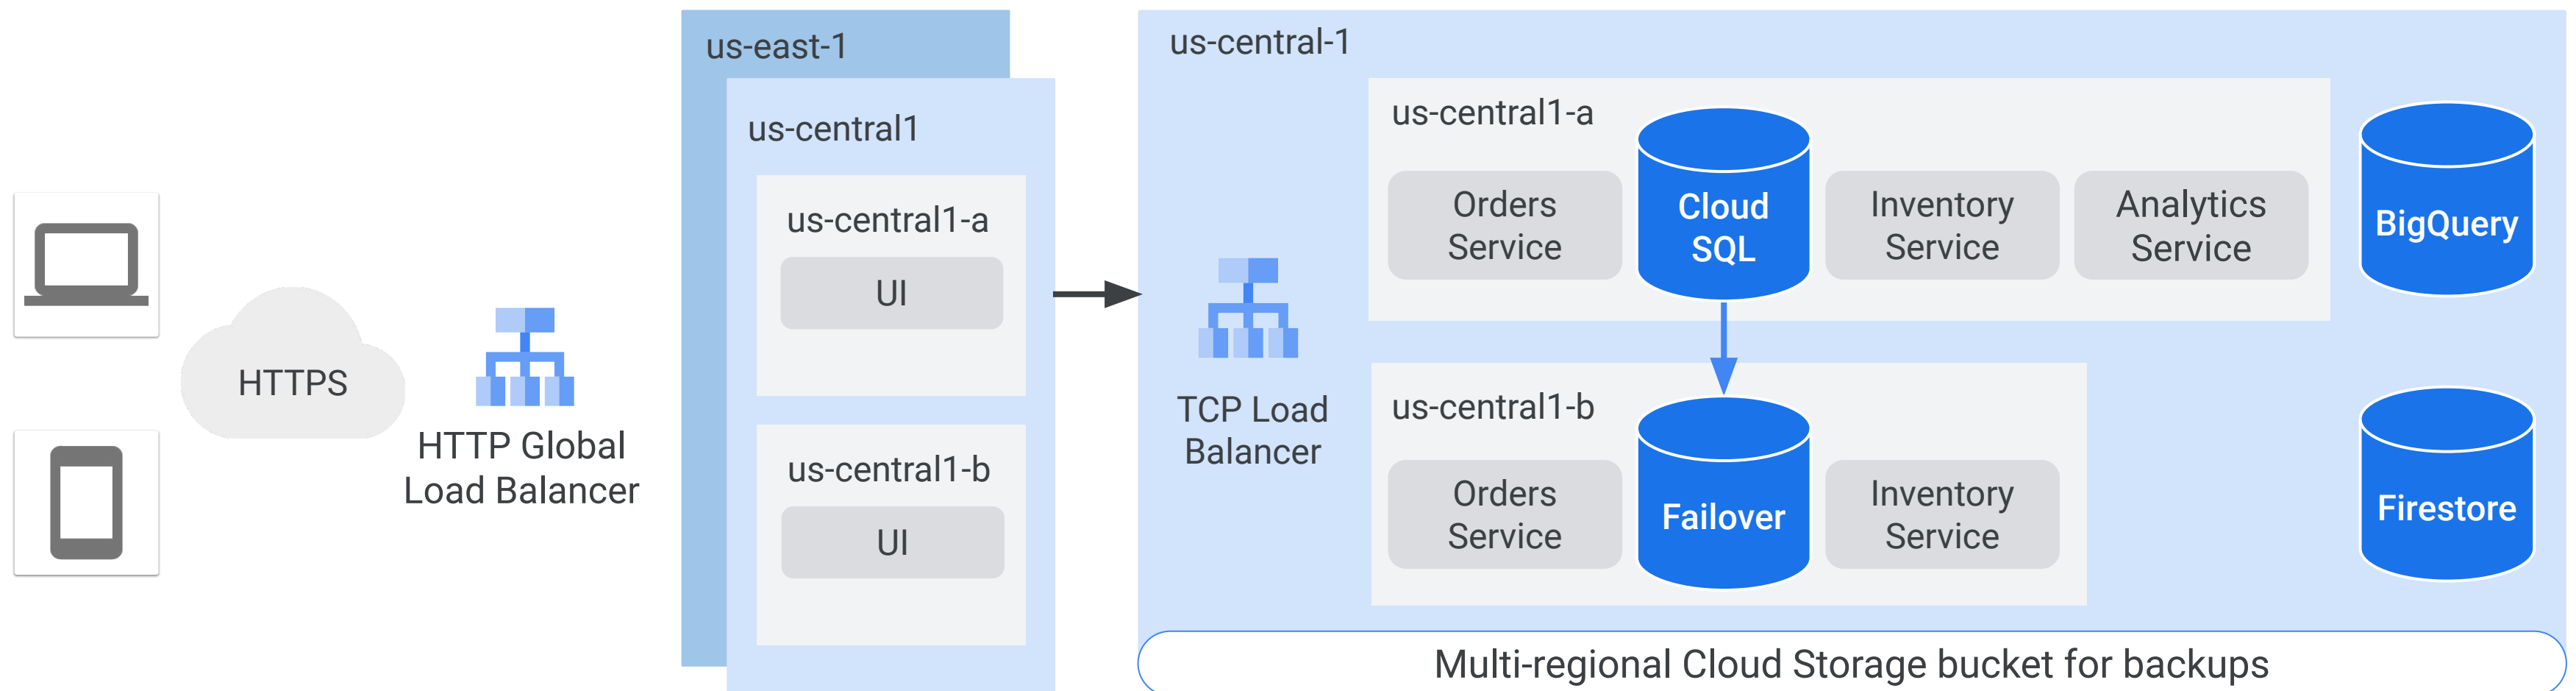 HTTPS
HTTP Global
Load Balancer
us-east-1
us-central1
us-central1-a
UI
us-central1-b
UI
us-central-1
TCP Load
Balancer
us-central1-a
Orders
Service
Cloud
SQL
Inventory
Service
Analytics
Service
us-central1-b
Orders
Service
Failover
Inventory
Service
BigQuery
Firestore
Multi-regional Cloud Storage bucket for backups